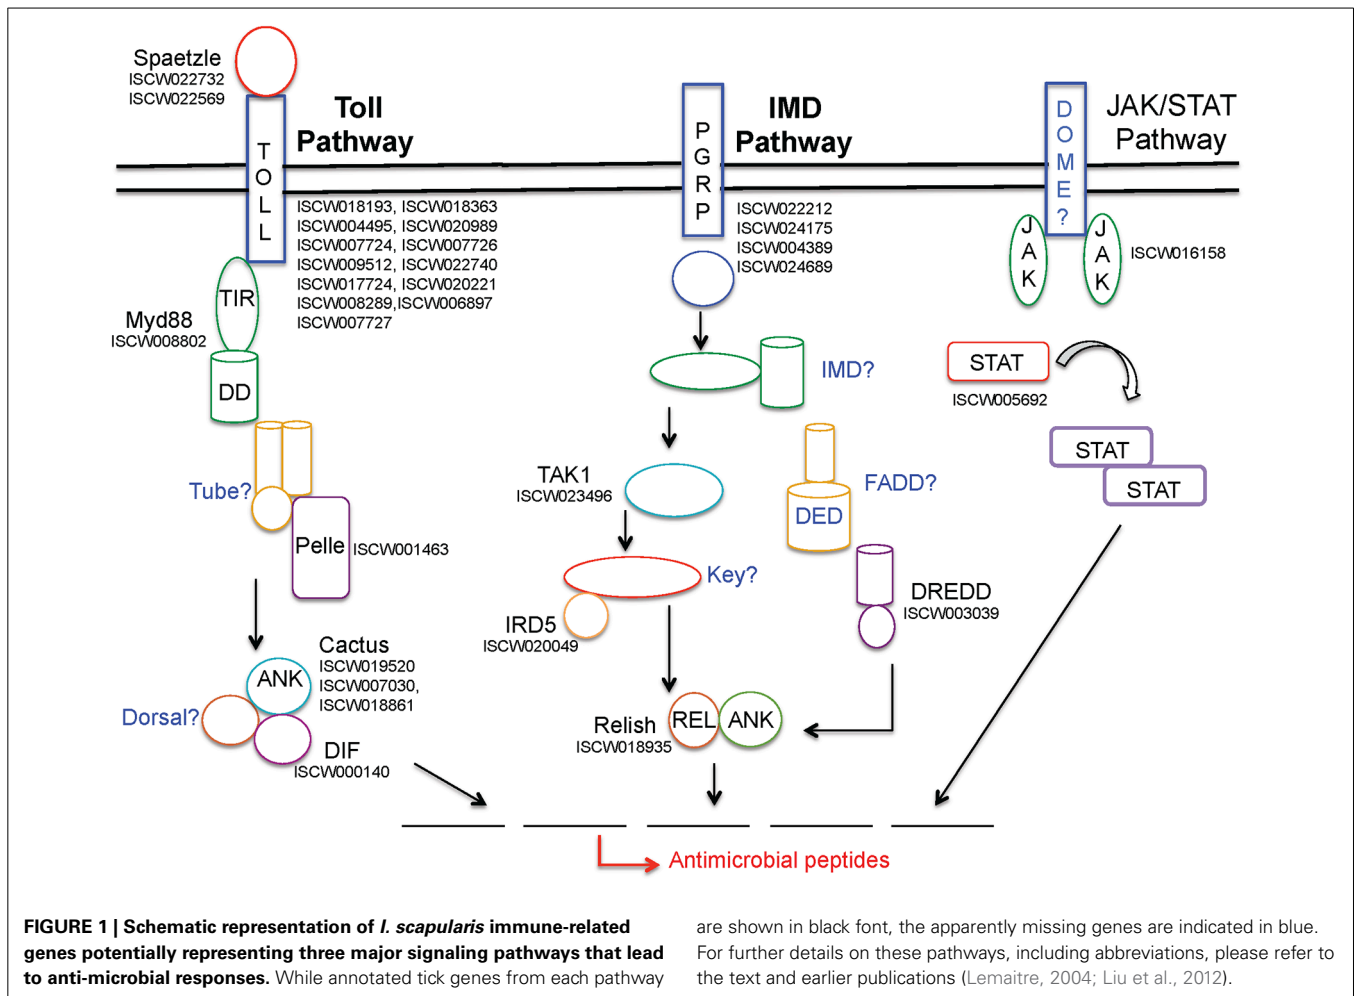 Spaetzle
ISCW022732
ISCW022569
TOLL
Toll
Pathway
ISCW018193, ISCW018363
ISCW004495, ISCW020989
ISCW007724, ISCW007726
ISCW009512, ISCW022740
ISCW017724, ISCW020221
ISCW008289,ISCW006897
ISCW007727
TIR
Myd88
ISCW008802
DD
Tube?
Pelle
ISCW001463
Cactus
ISCW019520
ISCW007030,
ISCW018861
ANK
Dorsal?
DIF
ISCW000140
PGRP
IMD
Pathway
ISCW022212
ISCW024175
ISCW004389
ISCW024689
IMD?
TAK1
ISCW023496
FADD?
DED
Key?
IRD5
ISCW020049
DREDD
ISCW003039
Relish
ISCW018935
REL
ANK
DOME?
JAK/STAT
Pathway
JAK
JAK
ISCW016158
STAT
ISCW005692
STAT
STAT
Antimicrobial peptides
FIGURE 1 | Schematic representation of I. scapularis immune-related
genes potentially representing three major signaling pathways that lead
to anti-microbial responses. While annotated tick genes from each pathway
are shown in black font, the apparently missing genes are indicated in blue.
For further details on these pathways, including abbreviations, please refer to
the text and earlier publications (Lemaitre, 2004; Liu et al., 2012).